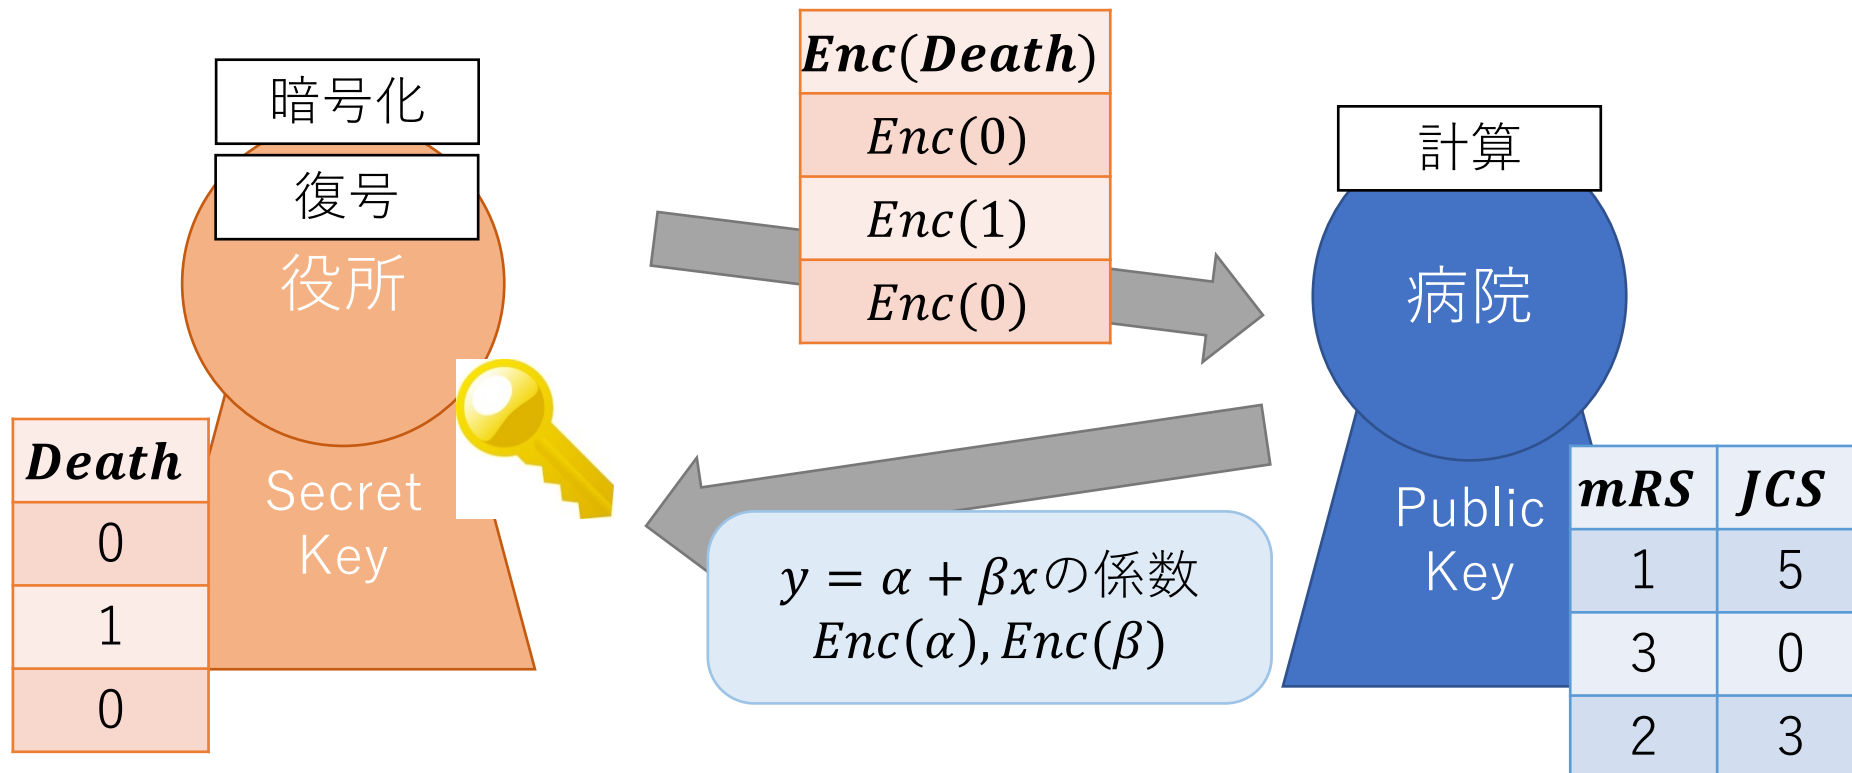 暗号化
復号
役所
Secret
Key
Death
0
1
0
Enc(Death)
Enc(0)
Enc(1)
Enc(0)
y = α + βxの係数
Enc(α), Enc(β)
計算
病院
Public
Key
mRS JCS
1 5
3 0
2 3